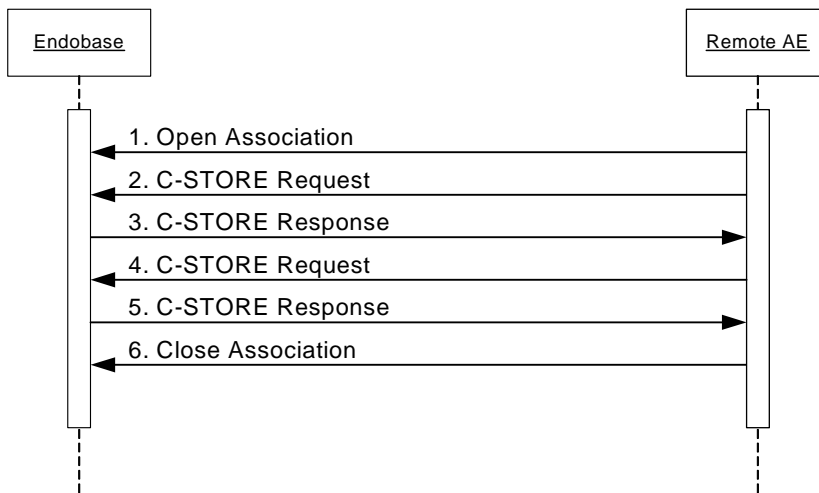 Endobase
Remote AE
1. Open Association
2. C-STORE Request
3. C-STORE Response
4. C-STORE Request
5. C-STORE Response
6. Close Association